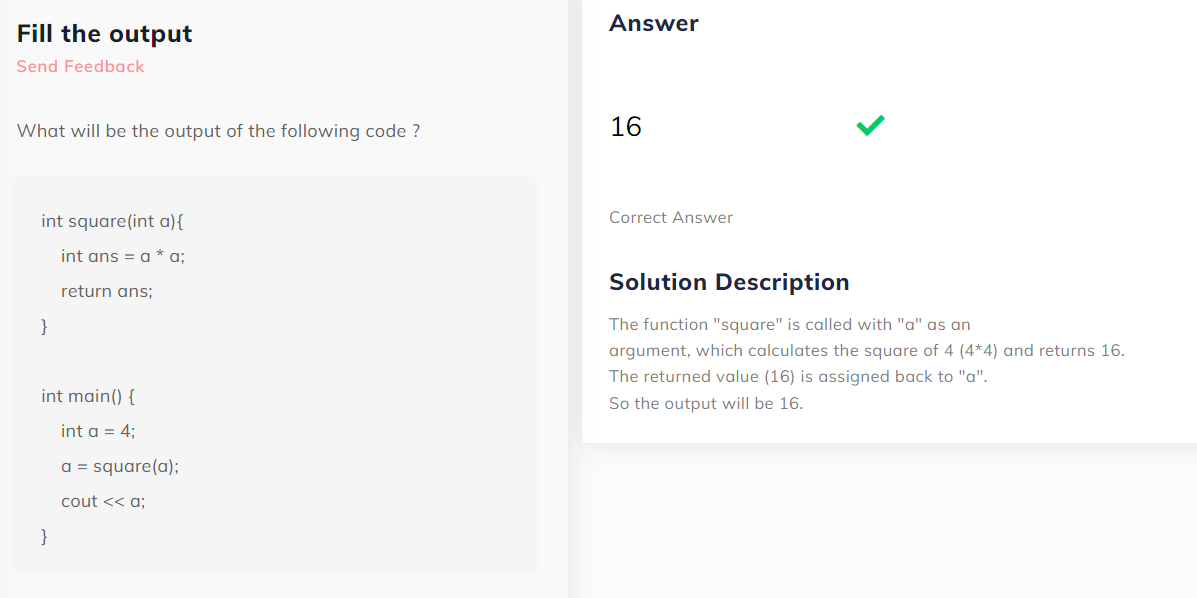 Fill the output
Send Feedback
What will be the output of the following code ?
int square(int a){
int ans = a * a;
return ans;
}
int main() {
int a = 4;
a = square(a);
cout << a;
}
Answer
16
Correct Answer
Solution Description
The function "square" is called with "a" as an
argument, which calculates the square of 4 (4*4) and returns 16.
The returned value (16) is assigned back to "a".
So the output will be 16.